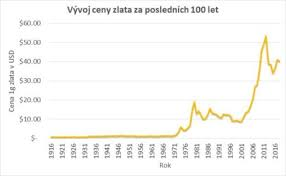 Vývoj ceny zlata za posledních 100 let
Cena 1g zlata v USD
$60.00
$50.00
$40.00
$30.00
$20.00
$10.00
$-
1916 1921 1926 1931 1936 1941 1946 1951 1956 1961 1966 1971 1976 1981 1986 1991 1996 2001 2006 2011 2016
Rok